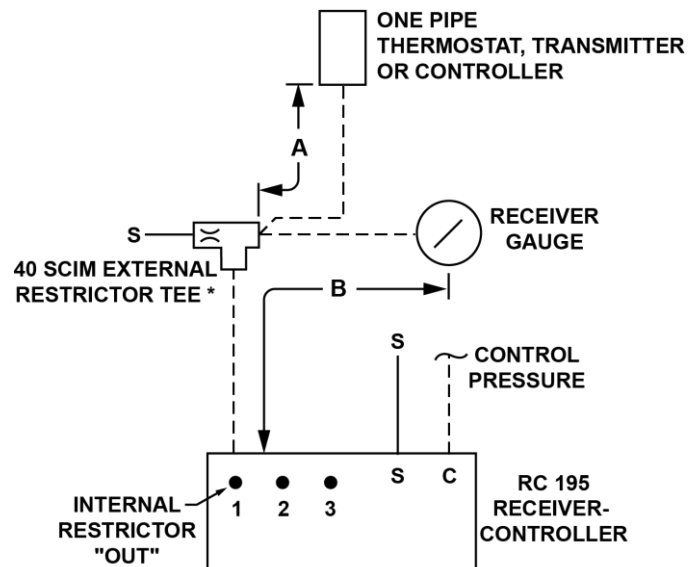 ONE PIPE
THERMOSTAT, TRANSMITTER
OR CONTROLLER
A
S
RECEIVER
GAUGE
40 SCIM EXTERNAL
RESTRICTOR TEE *
B
S
CONTROL
PRESSURE
S
C
INTERNAL
RESTRICTOR
"OUT"
1
2
3
RC 195
RECEIVER-
CONTROLLER